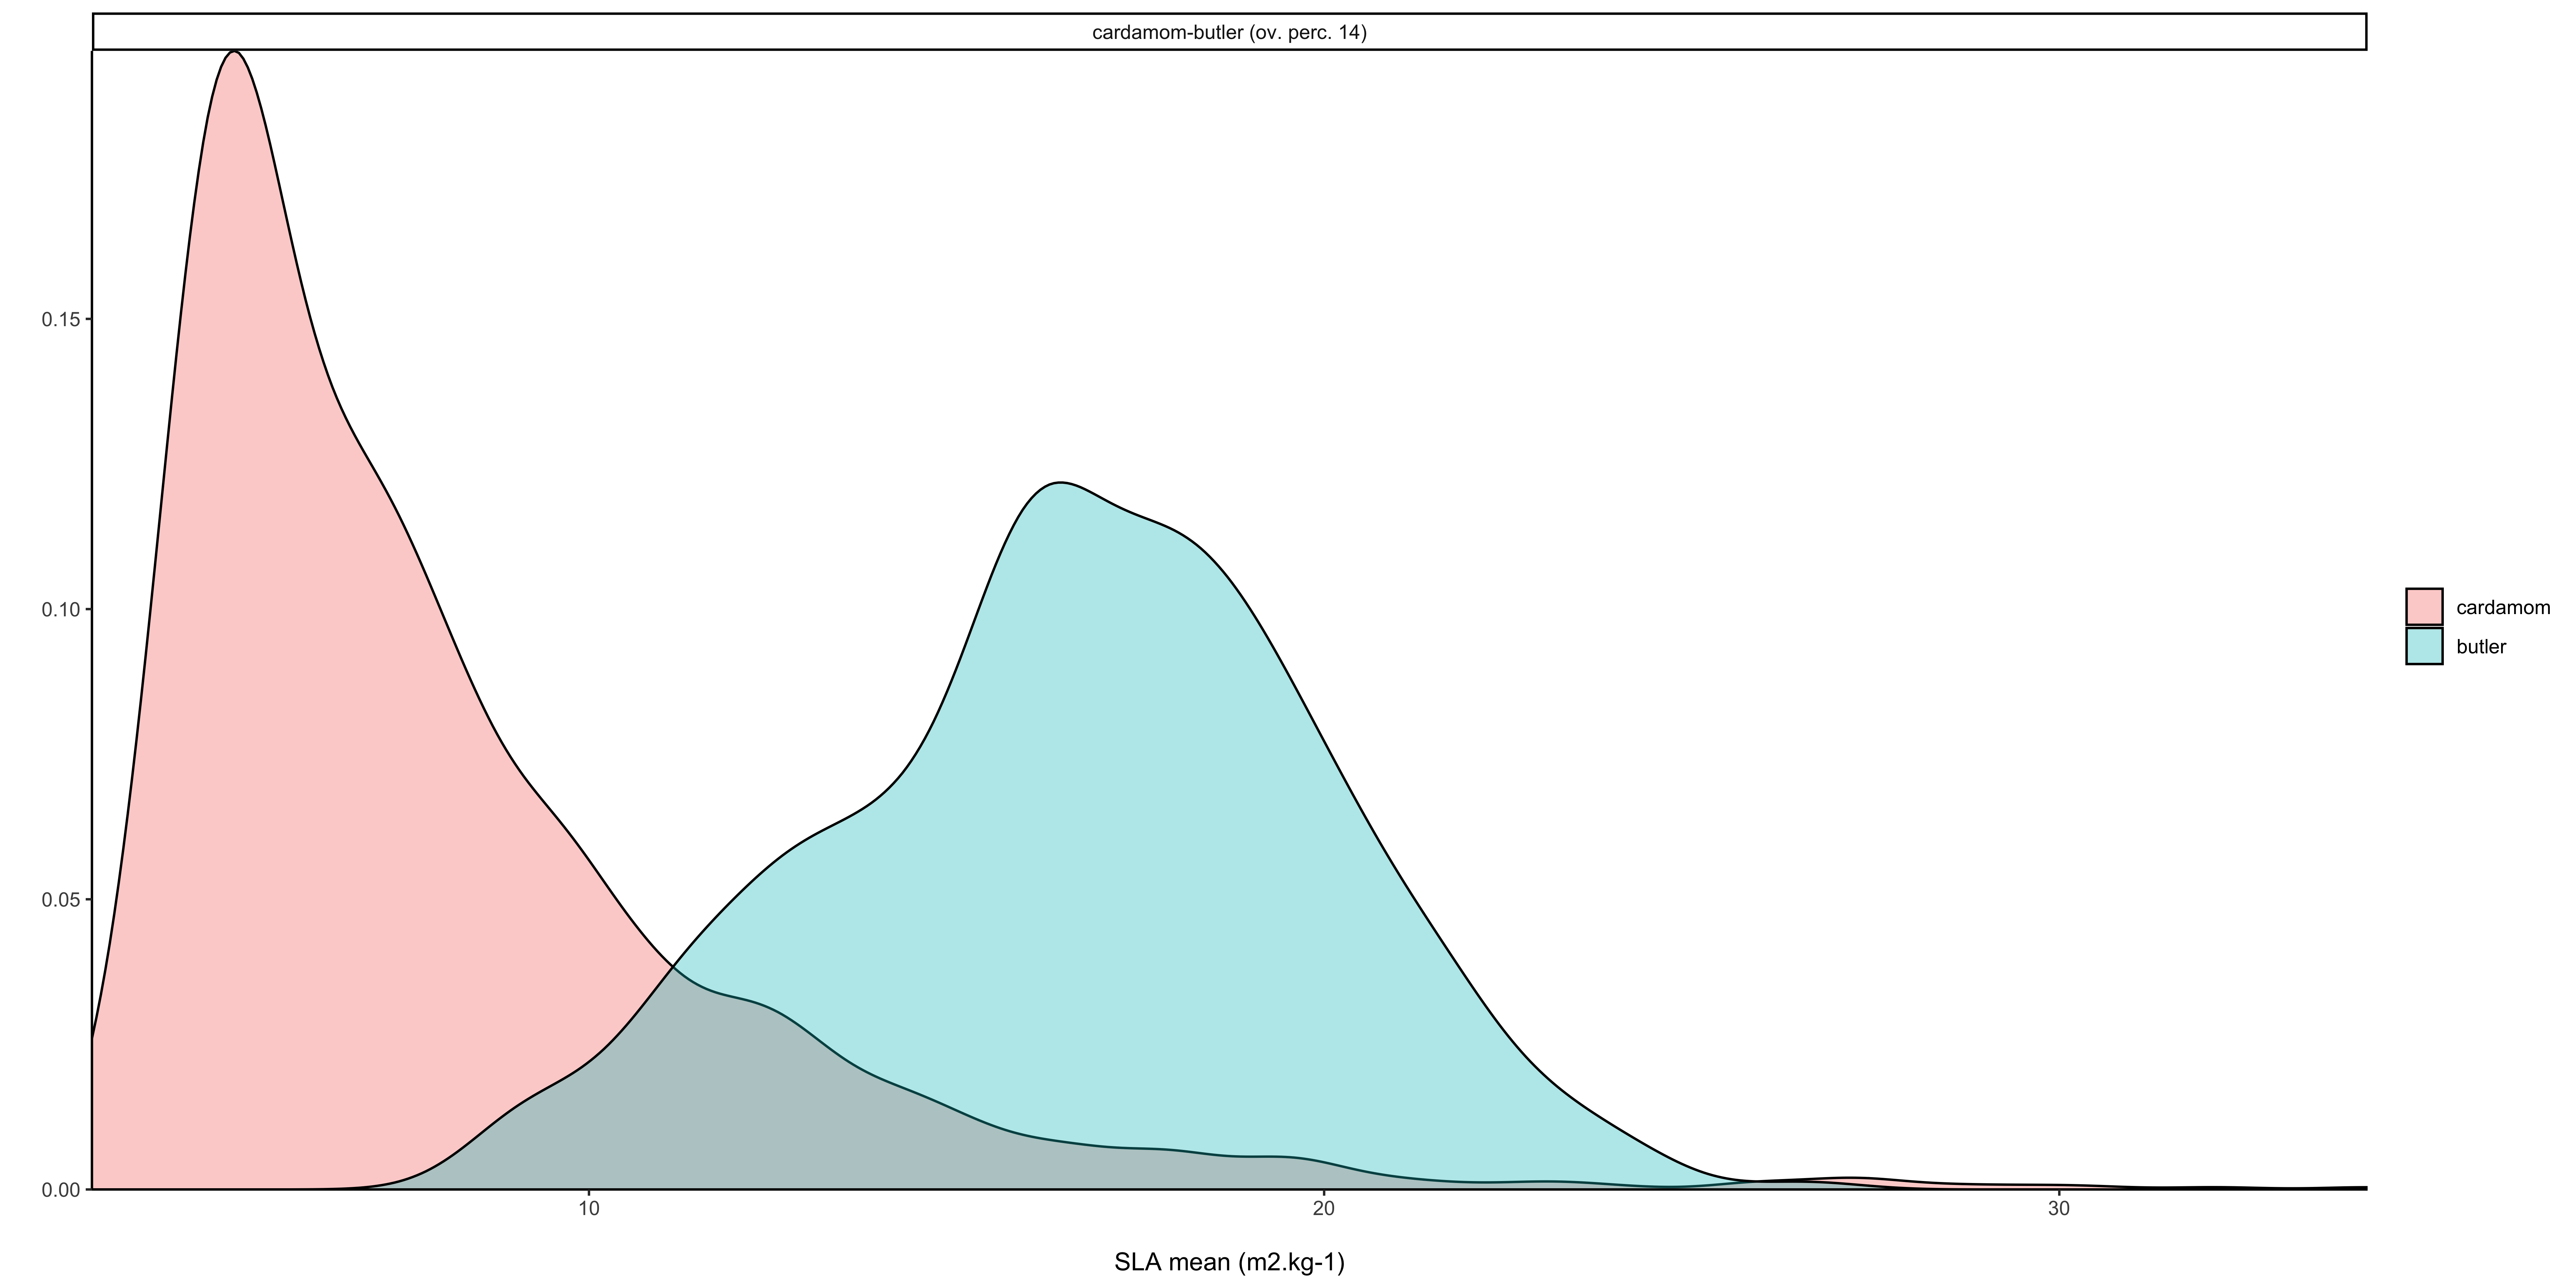 cardamom-butler (ov. perc. 14)
0.15
0.10
0.05
0.00
10 20 30
SLA mean (m2.kg-1)
cardamom
butler